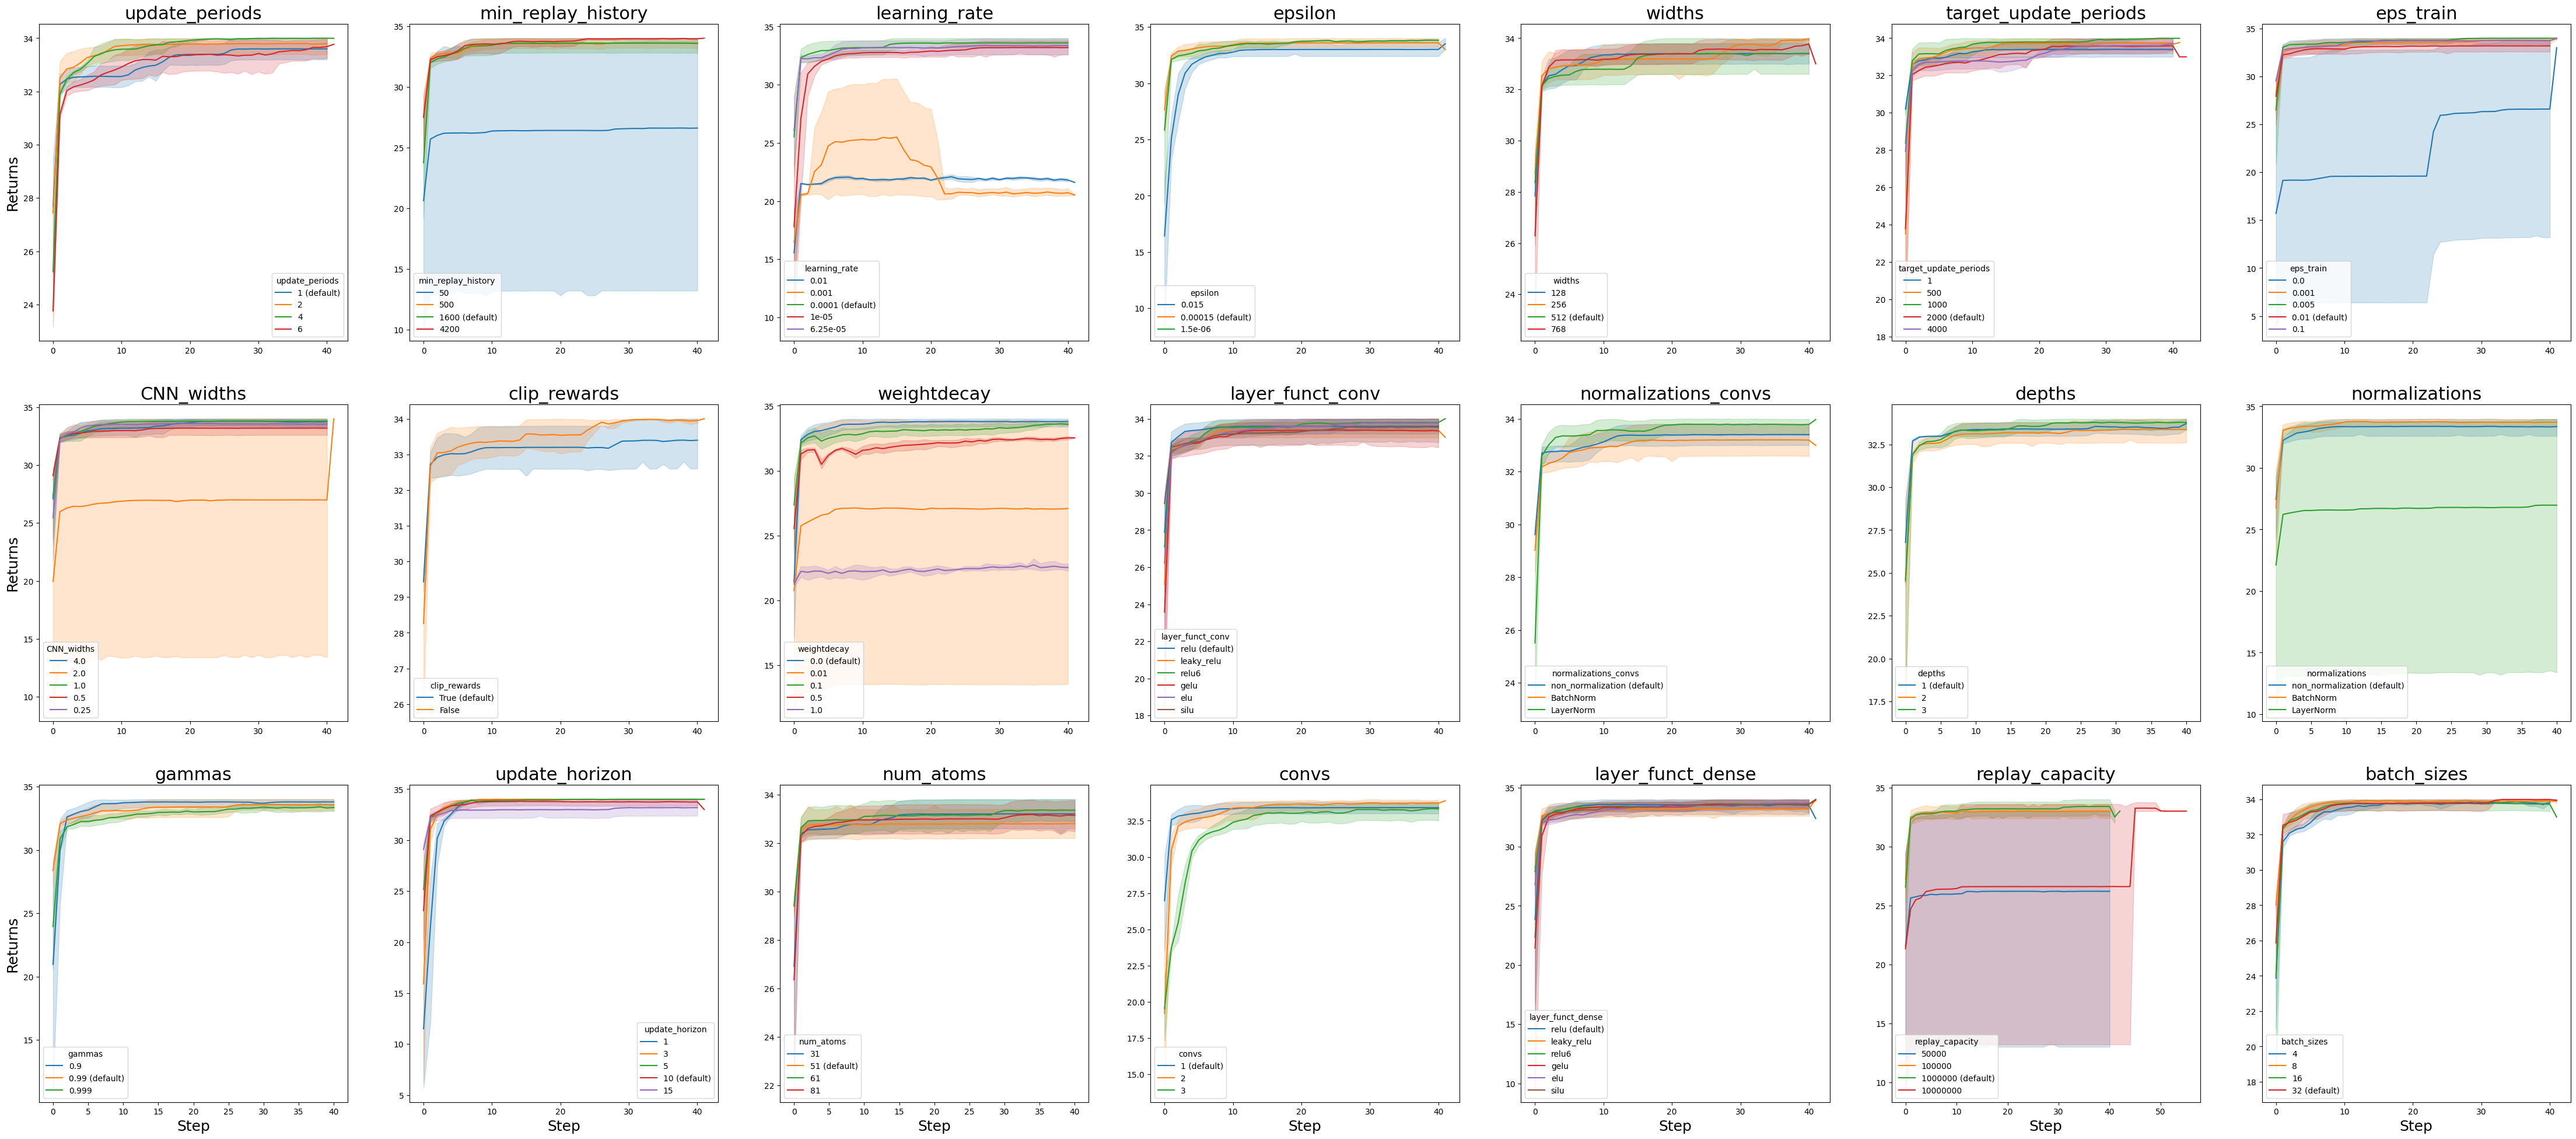 update_periods
min_replay_history
learning_rate
epsilon
widths
target_update_periods
eps_train
Returns
update_periods
1 (default)
2
4
6
min_replay_history
50
500
1600 (default)
4200
learning_rate
0.01
0.001
0.0001 (default)
1e-05
6.25e-05
epsilon
0.015
0.00015 (default)
1.5e-06
widths
128
256
512 (default)
768
target_update_periods
1
500
1000
2000 (default)
4000
eps_train
0.0
0.001
0.005
0.01 (default)
0.1
CNN_widths
clip_rewards
weightdecay
layer_funct_conv
normalizations_convs
depths
normalizations
Returns
CNN_widths
4.0
2.0
1.0
0.5
0.25
clip_rewards
True (default)
False
weightdecay
0.0 (default)
0.01
0.1
0.5
1.0
layer_funct_conv
relu (default)
leaky_relu
relu6
gelu
elu
silu
normalizations_convs
non_normalization (default)
BatchNorm
LayerNorm
depths
1 (default)
2
3
normalizations
non_normalization (default)
BatchNorm
LayerNorm
gammas
update_horizon
num_atoms
convs
layer_funct_dense
replay_capacity
batch_sizes
Returns
gammas
0.9
0.99 (default)
0.999
update_horizon
1
3
5
10 (default)
15
num_atoms
31
51 (default)
61
81
convs
1 (default)
2
3
layer_funct_dense
relu (default)
leaky_relu
relu6
gelu
elu
silu
replay_capacity
50000
100000
1000000 (default)
10000000
batch_sizes
4
8
16
32 (default)
Step
Step
Step
Step
Step
Step
Step